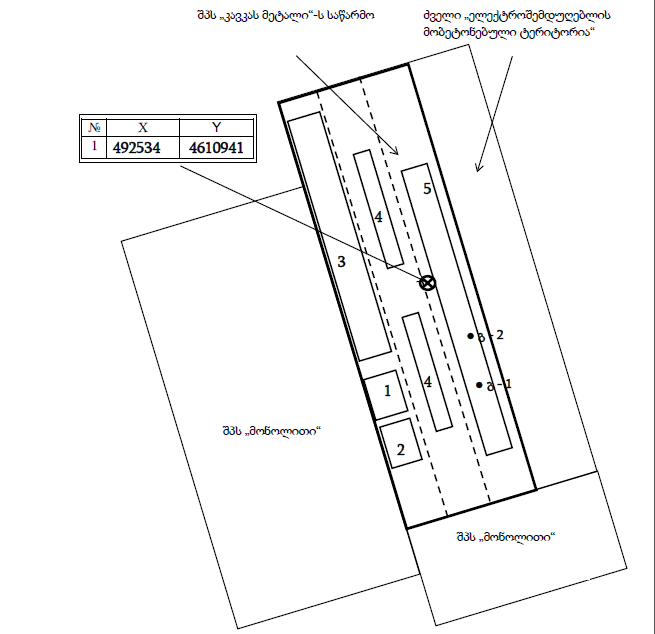 შპს „კავკას მეტალი“-ს საწარმო
ძველი „ელექტროშემდუღებლის
მობეტონებული ტერიტორია“
№ X Y
1 492534 4610941
5
4
3
გ - 2
გ - 1
4
1
2
შპს „მონოლითი“
შპს „მონოლითი“